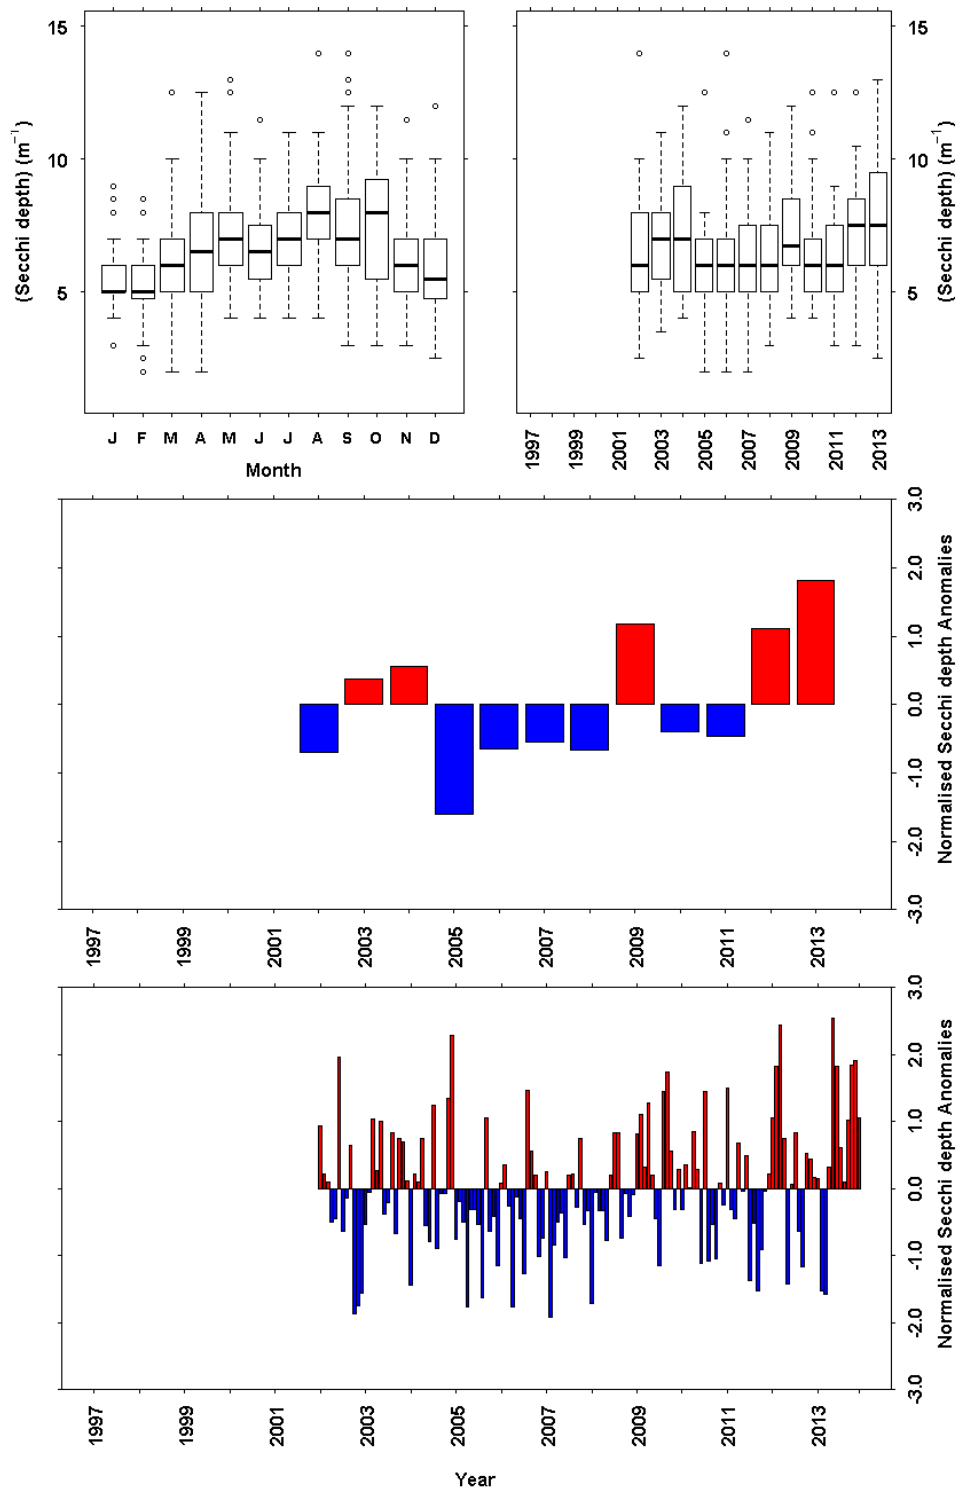 15
10
5
(Secchi depth) (m⁻¹)
J F M A M J J A S O N D
Month
15
10
5
(Secchi depth) (m⁻¹)
1997 1999 2001 2003 2005 2007 2009 2011 2013
3.0
2.0
1.0
0.0
-1.0
-2.0
-3.0
Normalised Secchi depth Anomalies
1997 1999 2001 2003 2005 2007 2009 2011 2013
3.0
2.0
1.0
0.0
-1.0
-2.0
-3.0
Normalised Secchi depth Anomalies
1997 1999 2001 2003 2005 2007 2009 2011 2013
Year